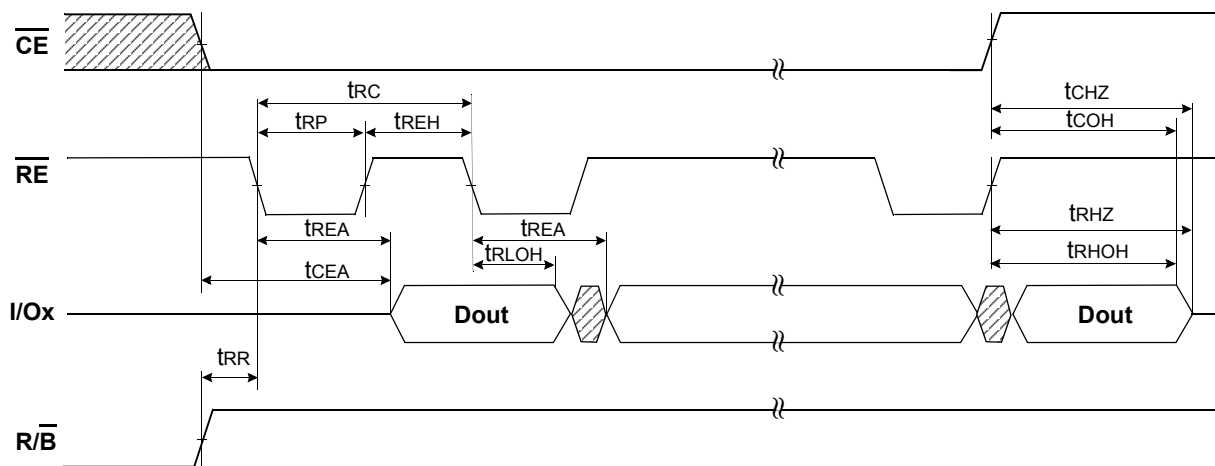 CE
tRC
tCHZ
tRP
tREH
tCOH
RE
tREA
tREA
tRHZ
tCEA
tRLOH
tRHOH
I/Ox
Dout
Dout
tRR
R/B